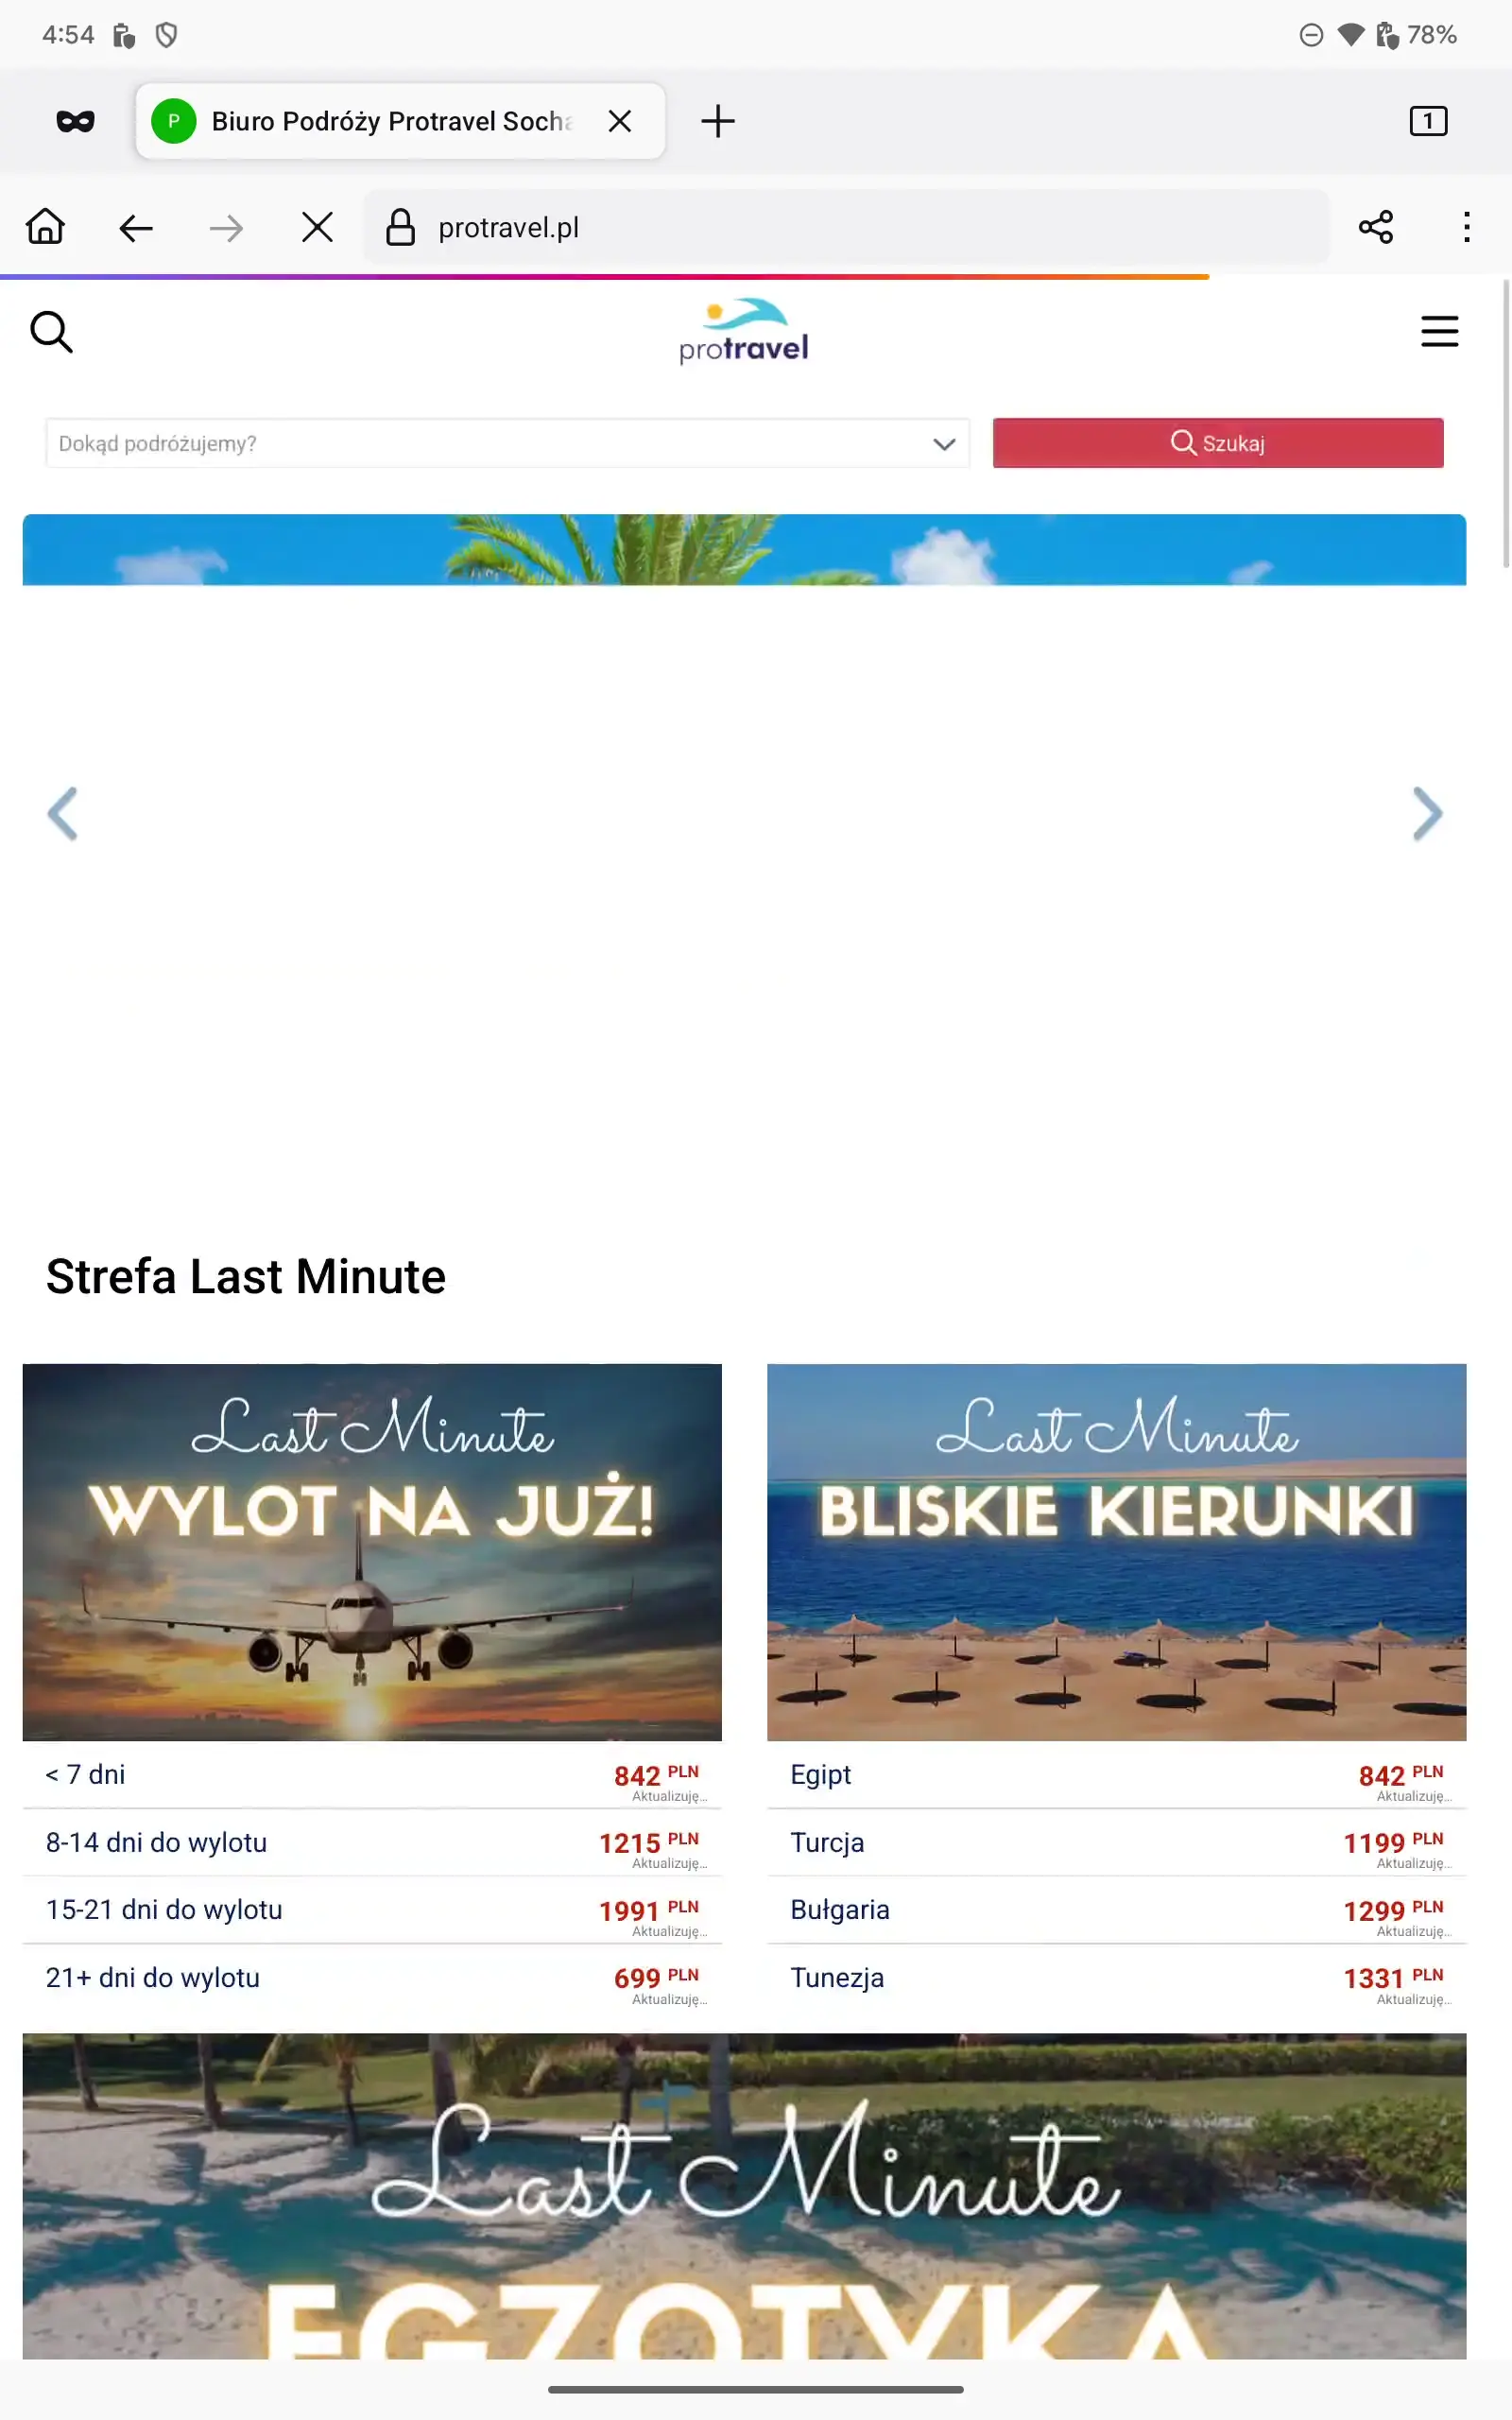 4:54
78%
P Biuro Podróży Protravel Socha
1
protravel.pl
protravel
Dokąd podróżujemy?
Szukaj
Strefa Last Minute
Last Minute
WYLOT NA JUŻ!
< 7 dni 842 PLN
Aktualizuję...
8-14 dni do wylotu 1215 PLN
Aktualizuję...
15-21 dni do wylotu 1991 PLN
Aktualizuję...
21+ dni do wylotu 699 PLN
Aktualizuję...
Last Minute
BLISKIE KIERUNKI
Egipt 842 PLN
Aktualizuję...
Turcja 1199 PLN
Aktualizuję...
Bułgaria 1299 PLN
Aktualizuję...
Tunezja 1331 PLN
Aktualizuję...
Last Minute
EGZOTYKA